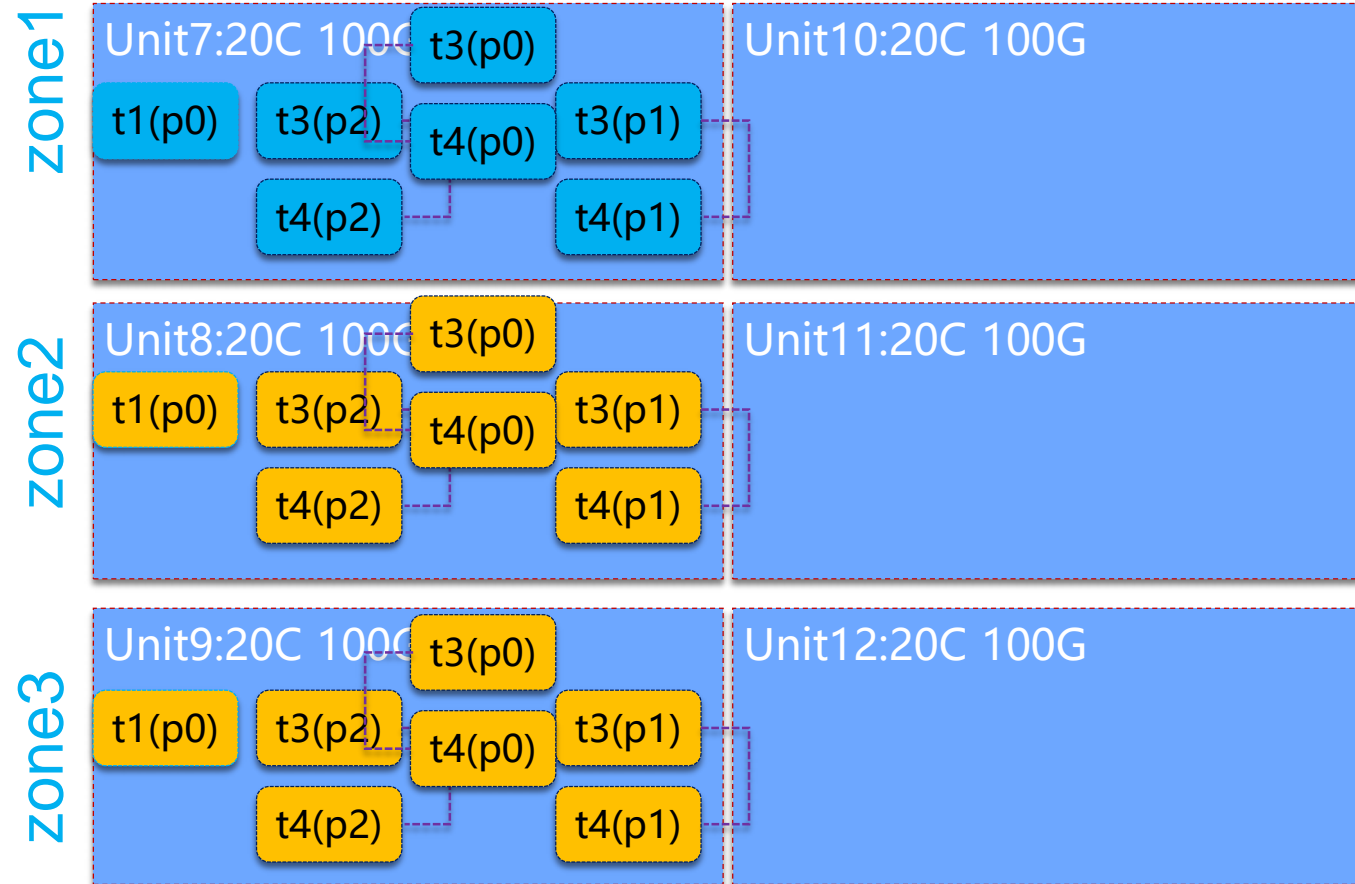 zone1
Unit7:20C 100G
t3(p0)
t1(p0)
t3(p2)
t4(p0)
t3(p1)
t4(p2)
t4(p1)
Unit10:20C 100G
zone2
Unit8:20C 100G
t3(p0)
t1(p0)
t3(p2)
t4(p0)
t3(p1)
t4(p2)
t4(p1)
Unit11:20C 100G
zone3
Unit9:20C 100G
t3(p0)
t1(p0)
t3(p2)
t4(p0)
t3(p1)
t4(p2)
t4(p1)
Unit12:20C 100G